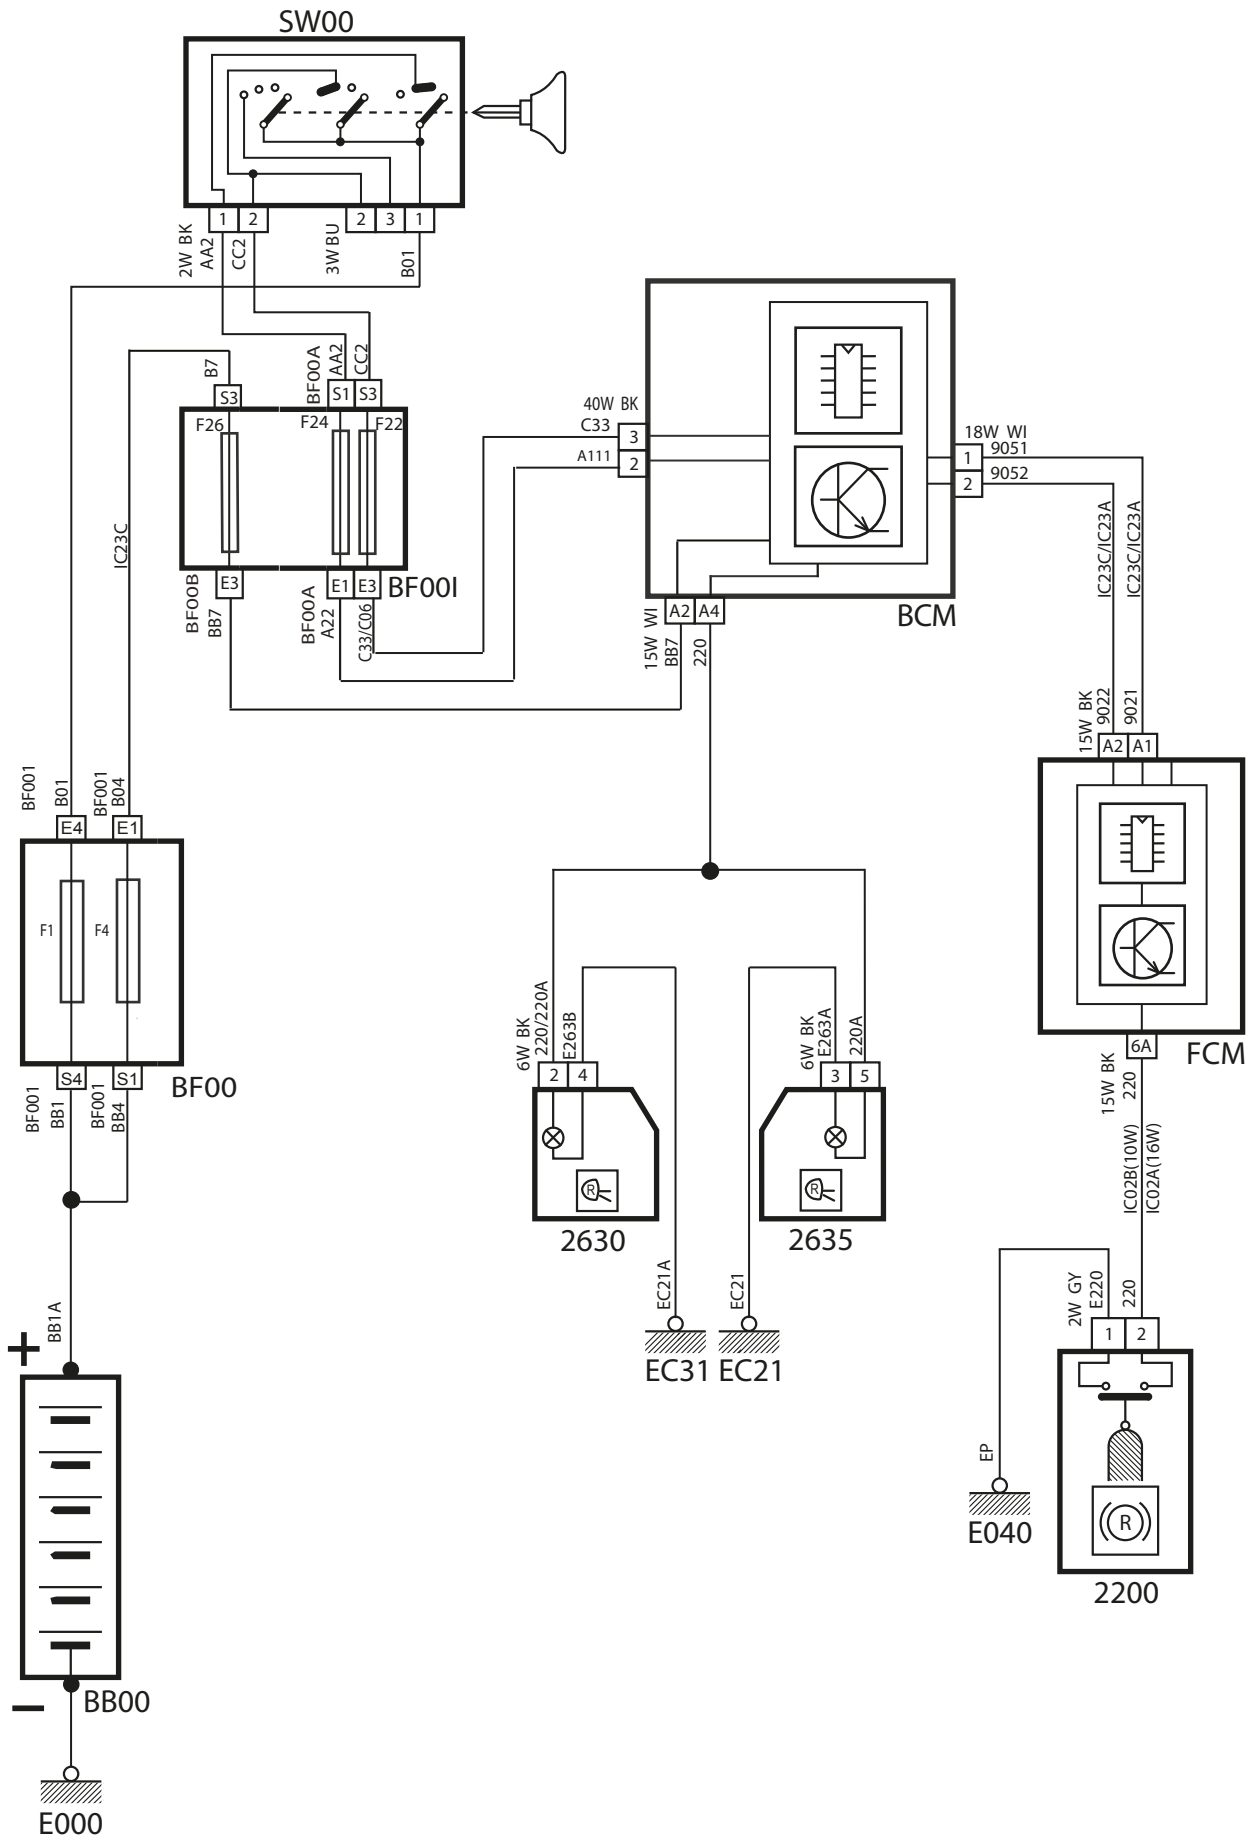 SW00
1 2 2 3 1
2W BK
AA2
CC2
3W BU
B01
B7
BF00A
AA2
CC2
S3
S1 S3
F26
F24
F22
IC23C
E3
E1 E3
BF00I
BF00B
BB7
BF00A
A22
C33/C06
40W BK
C33
3
A111
2
18W WI
9051
1
9052
2
BCM
A2 A4
15W WI
BB7
220
IC23C/IC23A
IC23C/IC23A
15W BK
9022
9021
A2 A1
BF001
B01
BF001
B04
E4 E1
F1
F4
S4 S1
BF00
BF001
BB1
BF001
BB4
6A
FCM
15W BK
220
IC02B(10W)
IC02A(16W)
6W BK
220/220A
E263B
2 4
R
2630
6W BK
E263A
220A
3 5
R
2635
EC21A
EC31
EC21
EC21
2W GY
E220
220
1 2
R
2200
EP
E040
BB1A
+
−
BB00
E000